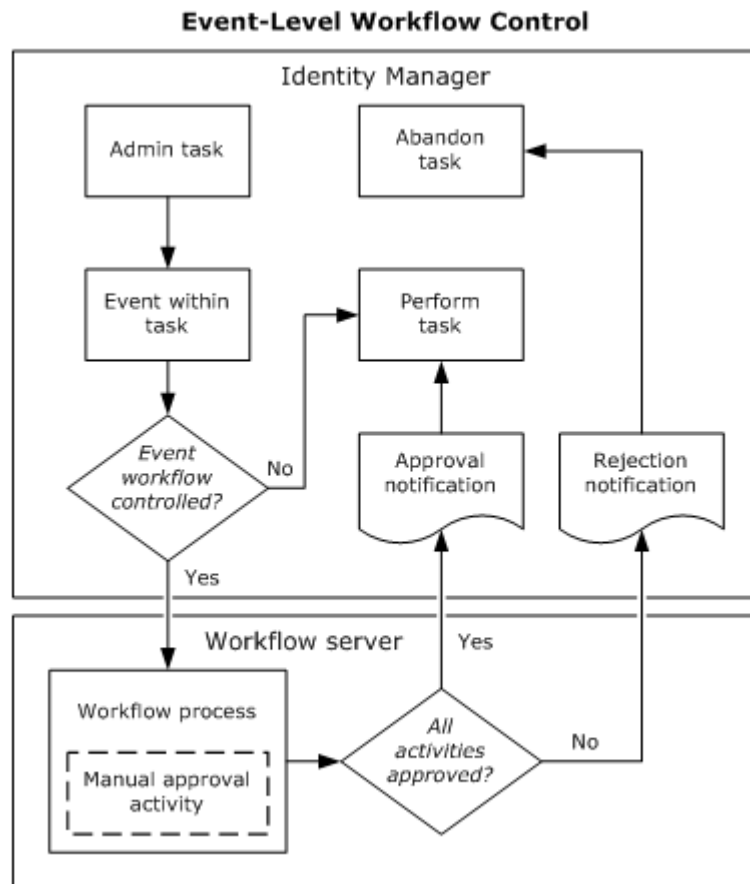 Event-Level Workflow Control
Identity Manager
Admin task
Abandon
task
Event within
task
Perform
task
Event
workflow
controlled?
No
Approval
notification
Rejection
notification
Yes
Workflow server
Yes
Workflow process
Manual approval
activity
All
activities
approved?
No